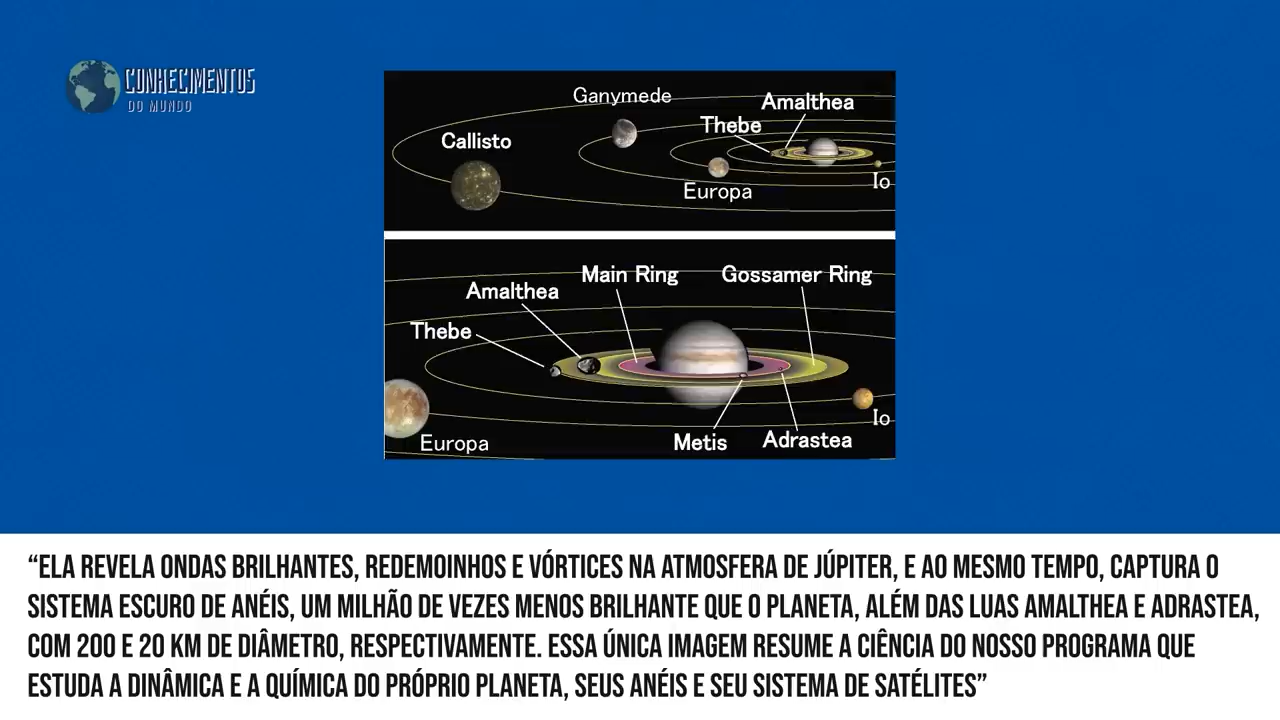 CONHECIMENTOS
DO MUNDO
Ganymede
Amalthea
Thebe
Callisto
Europa
Io
Main Ring
Gossamer Ring
Amalthea
Thebe
Io
Europa
Metis
Adrastea
“ELA REVELA ONDAS BRILHANTES, REDEMOINHOS E VÓRTICES NA ATMOSFERA DE JÚPITER, E AO MESMO TEMPO, CAPTURA O
SISTEMA ESCURO DE ANÉIS, UM MILHÃO DE VEZES MENOS BRILHANTE QUE O PLANETA, ALÉM DAS LUAS AMALTHEA E ADRASTEA,
COM 200 E 20 KM DE DIÂMETRO, RESPECTIVAMENTE. ESSA ÚNICA IMAGEM RESUME A CIÊNCIA DO NOSSO PROGRAMA QUE
ESTUDA A DINÂMICA E A QUÍMICA DO PRÓPRIO PLANETA, SEUS ANÉIS E SEU SISTEMA DE SATÉLITES”